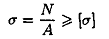 σ = N/A ⩾ [σ]